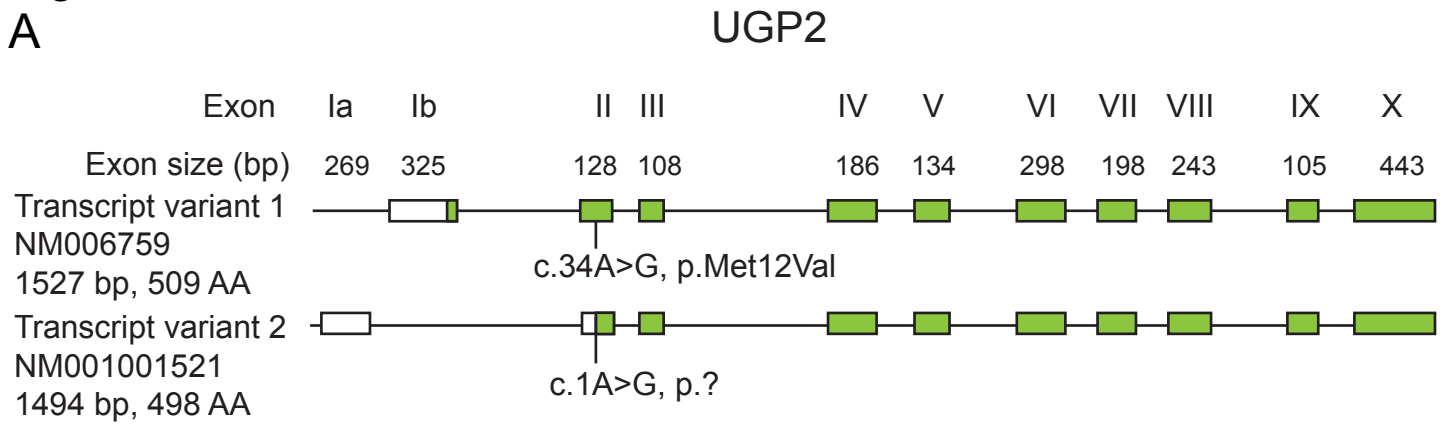 A
UGP2
Exon Ia Ib II III IV V VI VII VIII IX X
Exon size (bp) 269 325 128 108 186 134 298 198 243 105 443
Transcript variant 1
NM006759
c.34A>G, p.Met12Val
1527 bp, 509 AA
Transcript variant 2
NM001001521
c.1A>G, p.?
1494 bp, 498 AA